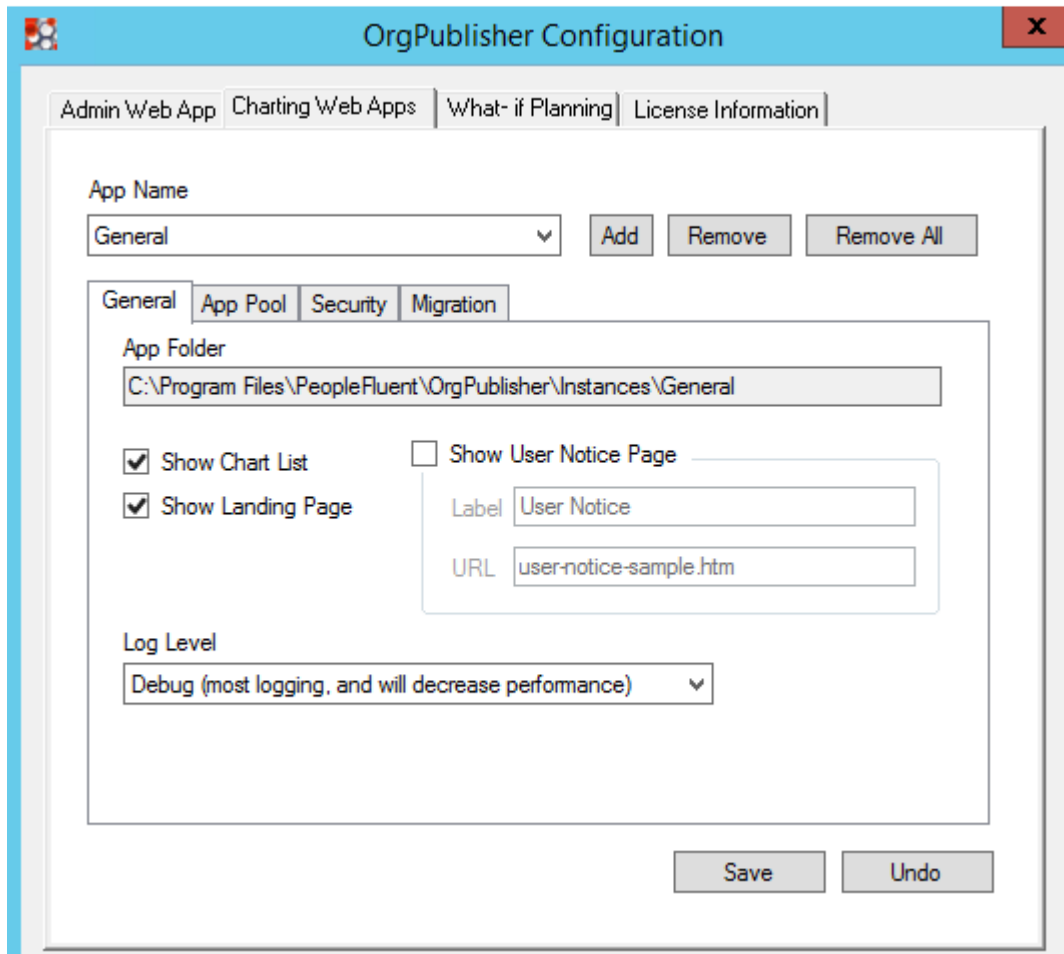 OrgPublisher Configuration
x
Admin Web App Charting Web Apps What- if Planning License Information
App Name
General Add Remove Remove All
General App Pool Security Migration
App Folder
C:\Program Files\PeopleFluent\OrgPublisher\Instances\General
Show Chart List Show User Notice Page
Show Landing Page Label User Notice
URL user-notice-sample.htm
Log Level
Debug (most logging, and will decrease performance)
Save Undo